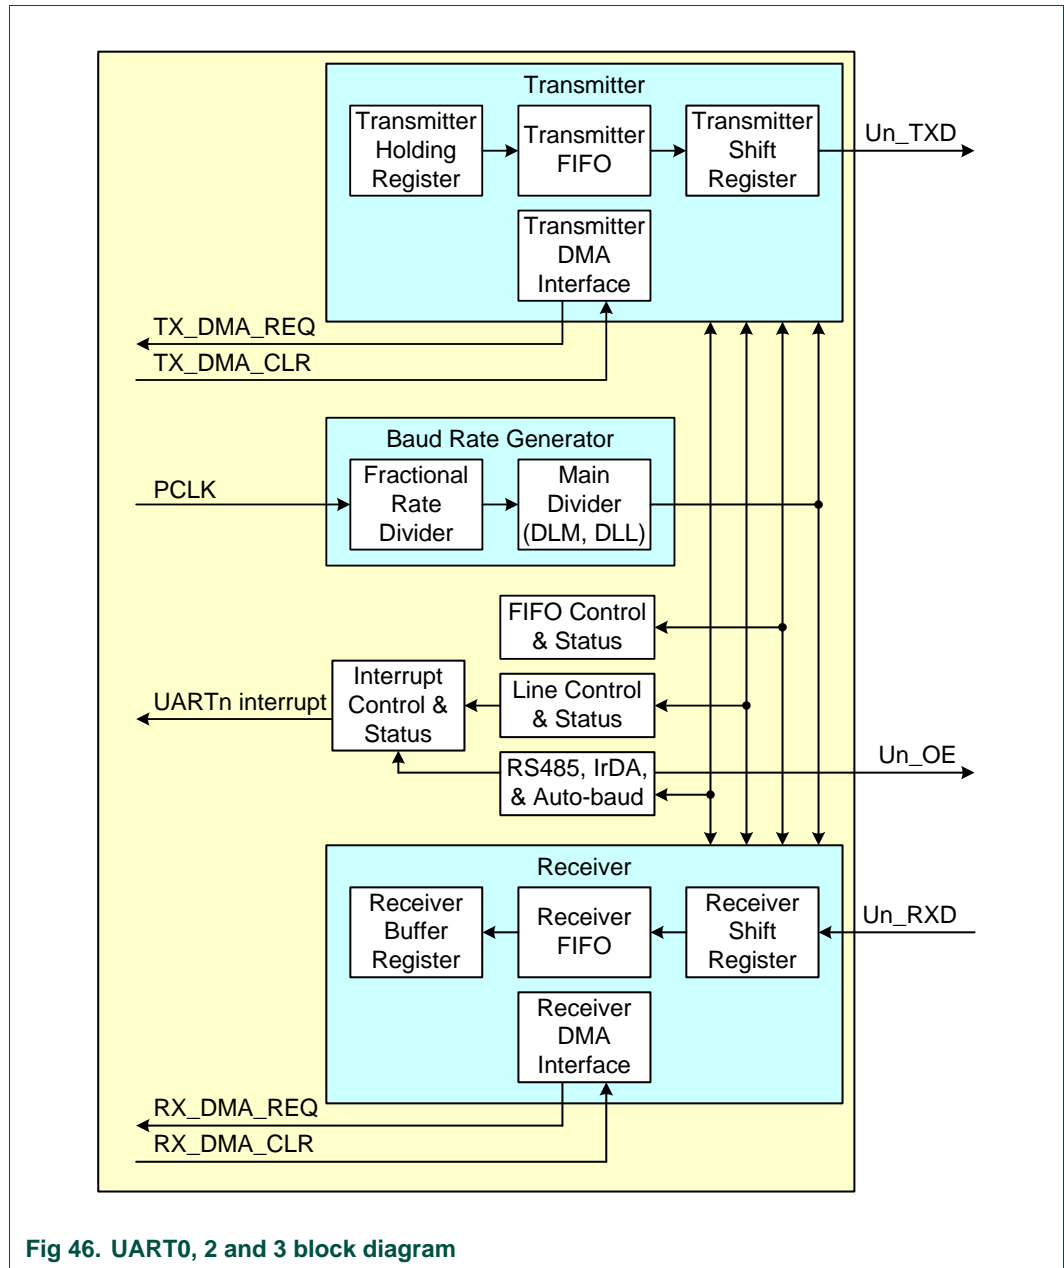 Transmitter
Transmitter
Holding
Register
Transmitter
FIFO
Transmitter
Shift
Register
Un_TXD
Transmitter
DMA
Interface
TX_DMA_REQ
TX_DMA_CLR
Baud Rate Generator
PCLK
Fractional
Rate
Divider
Main
Divider
(DLM, DLL)
FIFO Control
& Status
UARTn interrupt
Interrupt
Control &
Status
Line Control
& Status
RS485, IrDA,
& Auto-baud
Un_OE
Receiver
Receiver
Buffer
Register
Receiver
FIFO
Receiver
Shift
Register
Un_RXD
Receiver
DMA
Interface
RX_DMA_REQ
RX_DMA_CLR
Fig 46. UART0, 2 and 3 block diagram